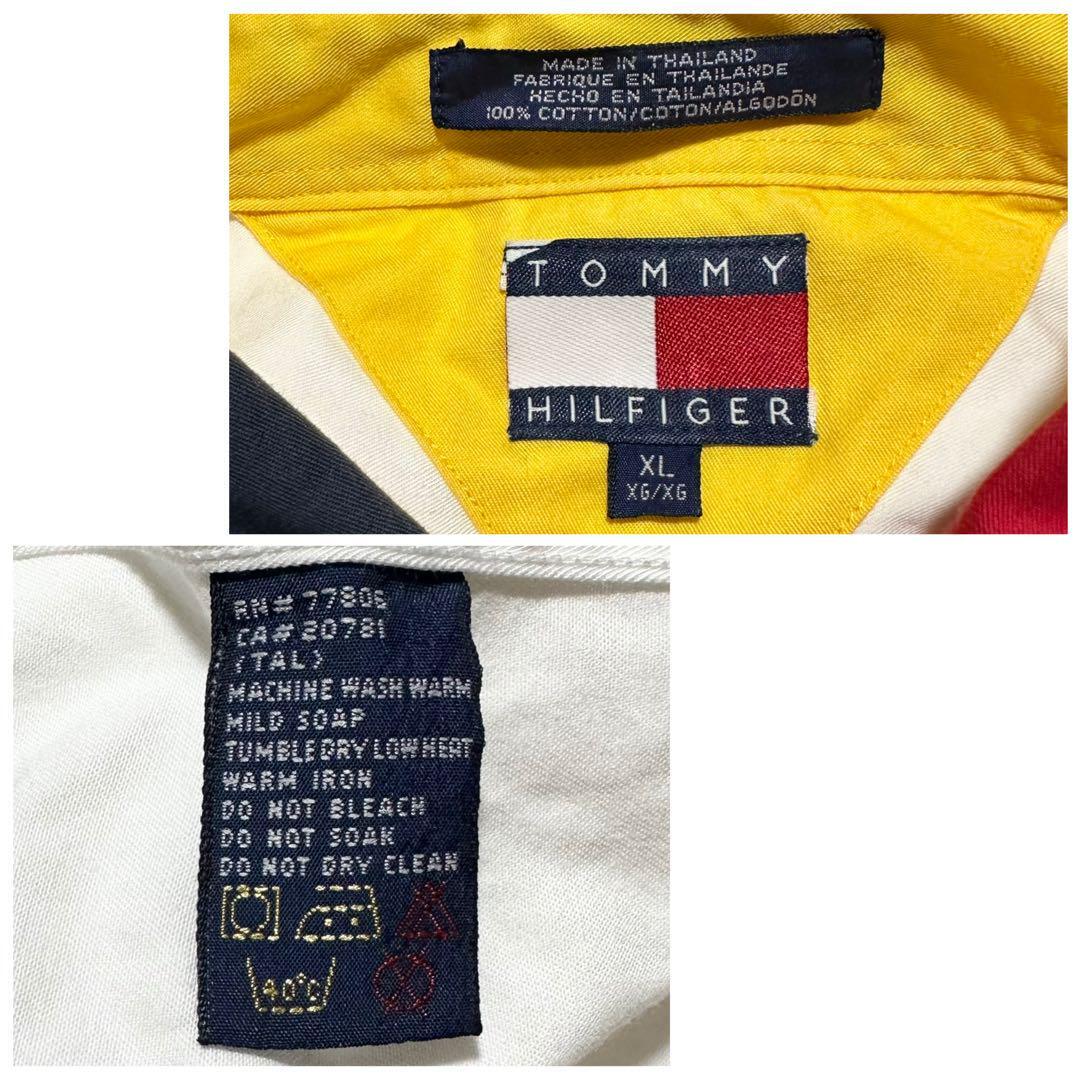 MADE IN THAILAND
FABRIQUE EN THAILANDE
HECHO EN TAILANDIA
100% COTTON/COTON/ALGODÓN
TOMMY
HILFIGER
XL
XG/XG
RN# 77806
CA# 20781
(TAL)
MACHINE WASH WARM
MILD SOAP
TUMBLE DRY LOW HEAT
WARM IRON
DO NOT BLEACH
DO NOT SOAK
DO NOT DRY CLEAN
40°C